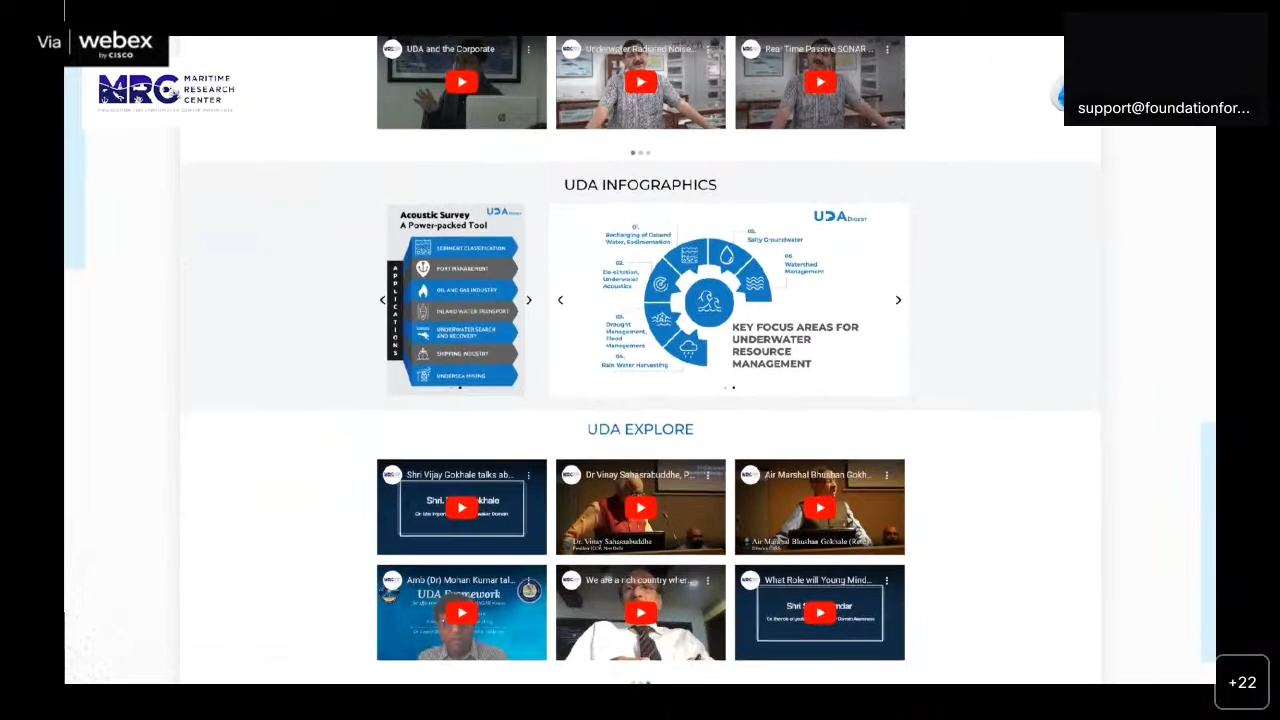 Via webex
by CISCO
MRC MARITIME
RESEARCH
CENTER
support@foundationfor...
UDA and the Corporate
Underwater Radiated Noise...
Real Time Passive SONAR ...
UDA INFOGRAPHICS
Acoustic Survey
A Power-packed Tool
UDA DIGEST
APPLICATIONS
SEDIMENT CLASSIFICATION
PORT MANAGEMENT
OIL AND GAS INDUSTRY
INLAND WATER TRANSPORT
UNDERWATER SEARCH
AND RECOVERY
SHIPPING INDUSTRY
UNDERSEA MINING
UDA DIGEST
01.
Recharging of Ground
Water, Sedimentation
02.
De-siltation,
Underwater
Acoustics
03.
Drought
Management,
Flood
Management
04.
Rain Water Harvesting
05.
Salty Groundwater
06.
Watershed
Management
KEY FOCUS AREAS FOR
UNDERWATER
RESOURCE
MANAGEMENT
UDA EXPLORE
Shri Vijay Gokhale talks ab...
Dr Vinay Sahasrabuddhe, P...
Dr. Vinay Sahasrabuddhe
Air Marshal Bhushan Gokh...
Air Marshal Bhushan Gokhale (Retd)
Amb (Dr) Mohan Kumar tal...
UDA Framework
We are a rich country wher...
What Role will Young Mind...
+22